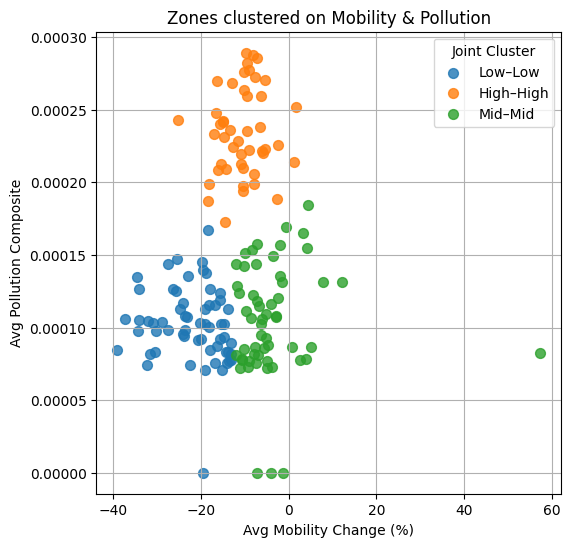 Zones clustered on Mobility & Pollution
Joint Cluster
Low–Low
High–High
Mid–Mid
Avg Pollution Composite
0.00030
0.00025
0.00020
0.00015
0.00010
0.00005
0.00000
−40
−20
0
20
40
60
Avg Mobility Change (%)